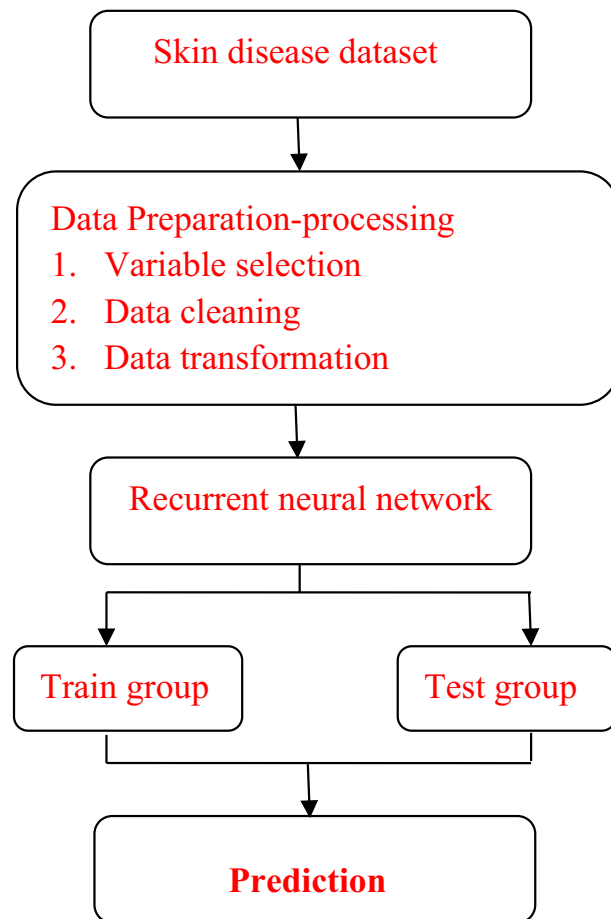 Skin disease dataset
Data Preparation-processing
1. Variable selection
2. Data cleaning
3. Data transformation
Recurrent neural network
Train group
Test group
Prediction